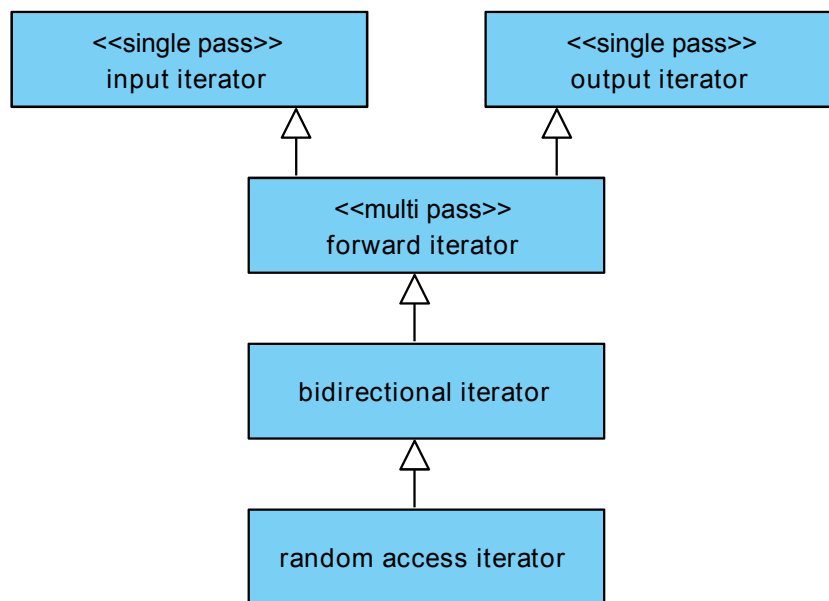 <<single pass>>
input iterator
<<single pass>>
output iterator
<<multi pass>>
forward iterator
bidirectional iterator
random access iterator